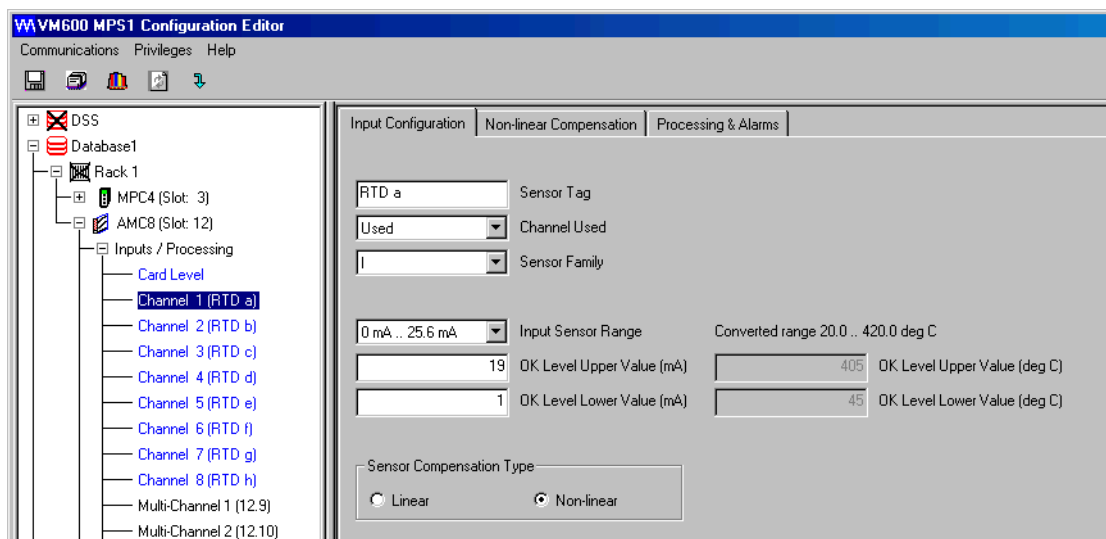 VM600 MPS1 Configuration Editor
Communications Privileges Help
DSS
Database1
Rack 1
MPC4 (Slot: 3)
AMC8 (Slot: 12)
Inputs / Processing
Card Level
Channel 1 (RTD a)
Channel 2 (RTD b)
Channel 3 (RTD c)
Channel 4 (RTD d)
Channel 5 (RTD e)
Channel 6 (RTD f)
Channel 7 (RTD g)
Channel 8 (RTD h)
Multi-Channel 1 (12.9)
Multi-Channel 2 (12.10)
Input Configuration Non-linear Compensation Processing & Alarms
RTD a Sensor Tag
Used Channel Used
I Sensor Family
0 mA .. 25.6 mA Input Sensor Range Converted range 20.0 .. 420.0 deg C
19 OK Level Upper Value (mA) 405 OK Level Upper Value (deg C)
1 OK Level Lower Value (mA) 45 OK Level Lower Value (deg C)
Sensor Compensation Type
Linear Non-linear